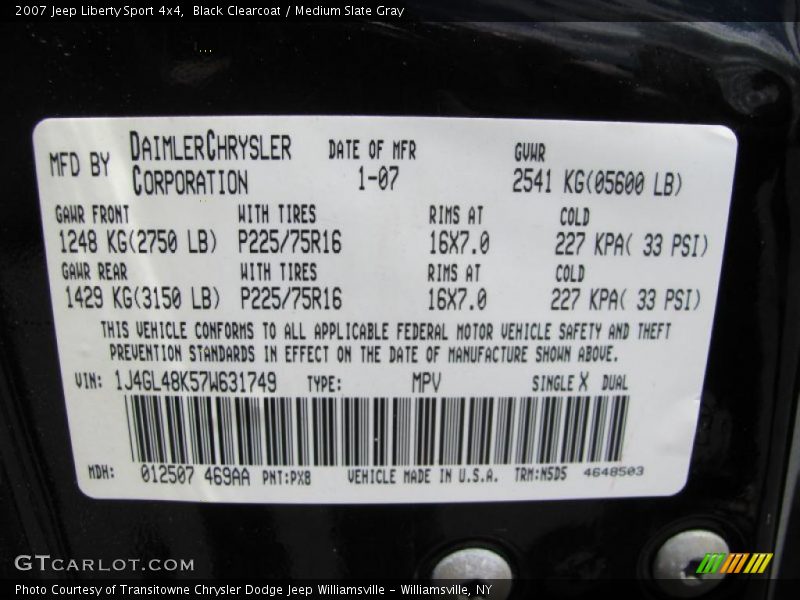 2007 Jeep Liberty Sport 4x4,  Black Clearcoat / Medium Slate Gray
MFD BY DAIMLERCHRYSLER CORPORATION DATE OF MFR 1-07 GVWR 2541 KG(05600 LB)
GAWR FRONT WITH TIRES RIMS AT COLD
1248 KG(2750 LB) P225/75R16 16X7.0 227 KPA( 33 PSI)
GAWR REAR WITH TIRES RIMS AT COLD
1429 KG(3150 LB) P225/75R16 16X7.0 227 KPA( 33 PSI)
THIS VEHICLE CONFORMS TO ALL APPLICABLE FEDERAL MOTOR VEHICLE SAFETY AND THEFT
PREVENTION STANDARDS IN EFFECT ON THE DATE OF MANUFACTURE SHOWN ABOVE.
VIN: 1J4GL48K57W631749 TYPE: MPV SINGLE X DUAL
MDH: 012507 469AA PNT:PX8 VEHICLE MADE IN U.S.A. TRM:N5D5 4648503
GTCARLOT.COM
Photo Courtesy of Transitowne Chrysler Dodge Jeep Williamsville – Williamsville, NY